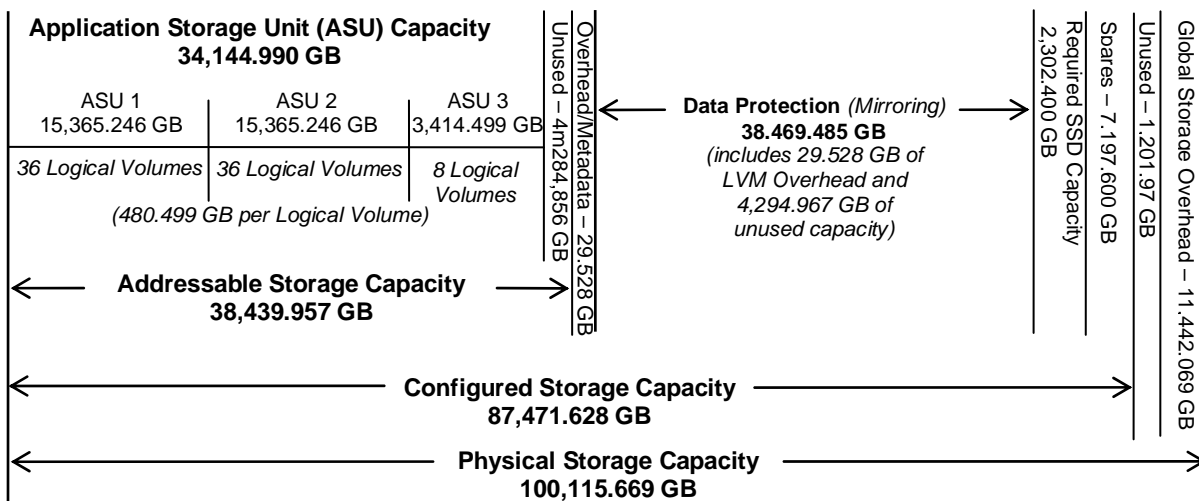 Application Storage Unit (ASU) Capacity
34,144.990 GB
ASU 1
15,365.246 GB
ASU 2
15,365.246 GB
ASU 3
3,414.499 GB
36 Logical Volumes
36 Logical Volumes
8 Logical
Volumes
(480.499 GB per Logical Volume)
Unused – 4m284,856 GB
Overhead/Metadata – 29.528 GB
Data Protection (Mirroring)
38.469.485 GB
(includes 29.528 GB of
LVM Overhead and
4,294.967 GB of
unused capacity)
Required SSD Capacity
2,302.400 GB
Spares – 7.197.600 GB
Unused – 1.201.97 GB
Global Storage Overhead – 11.442.069 GB
Addressable Storage Capacity
38,439.957 GB
Configured Storage Capacity
87,471.628 GB
Physical Storage Capacity
100,115.669 GB